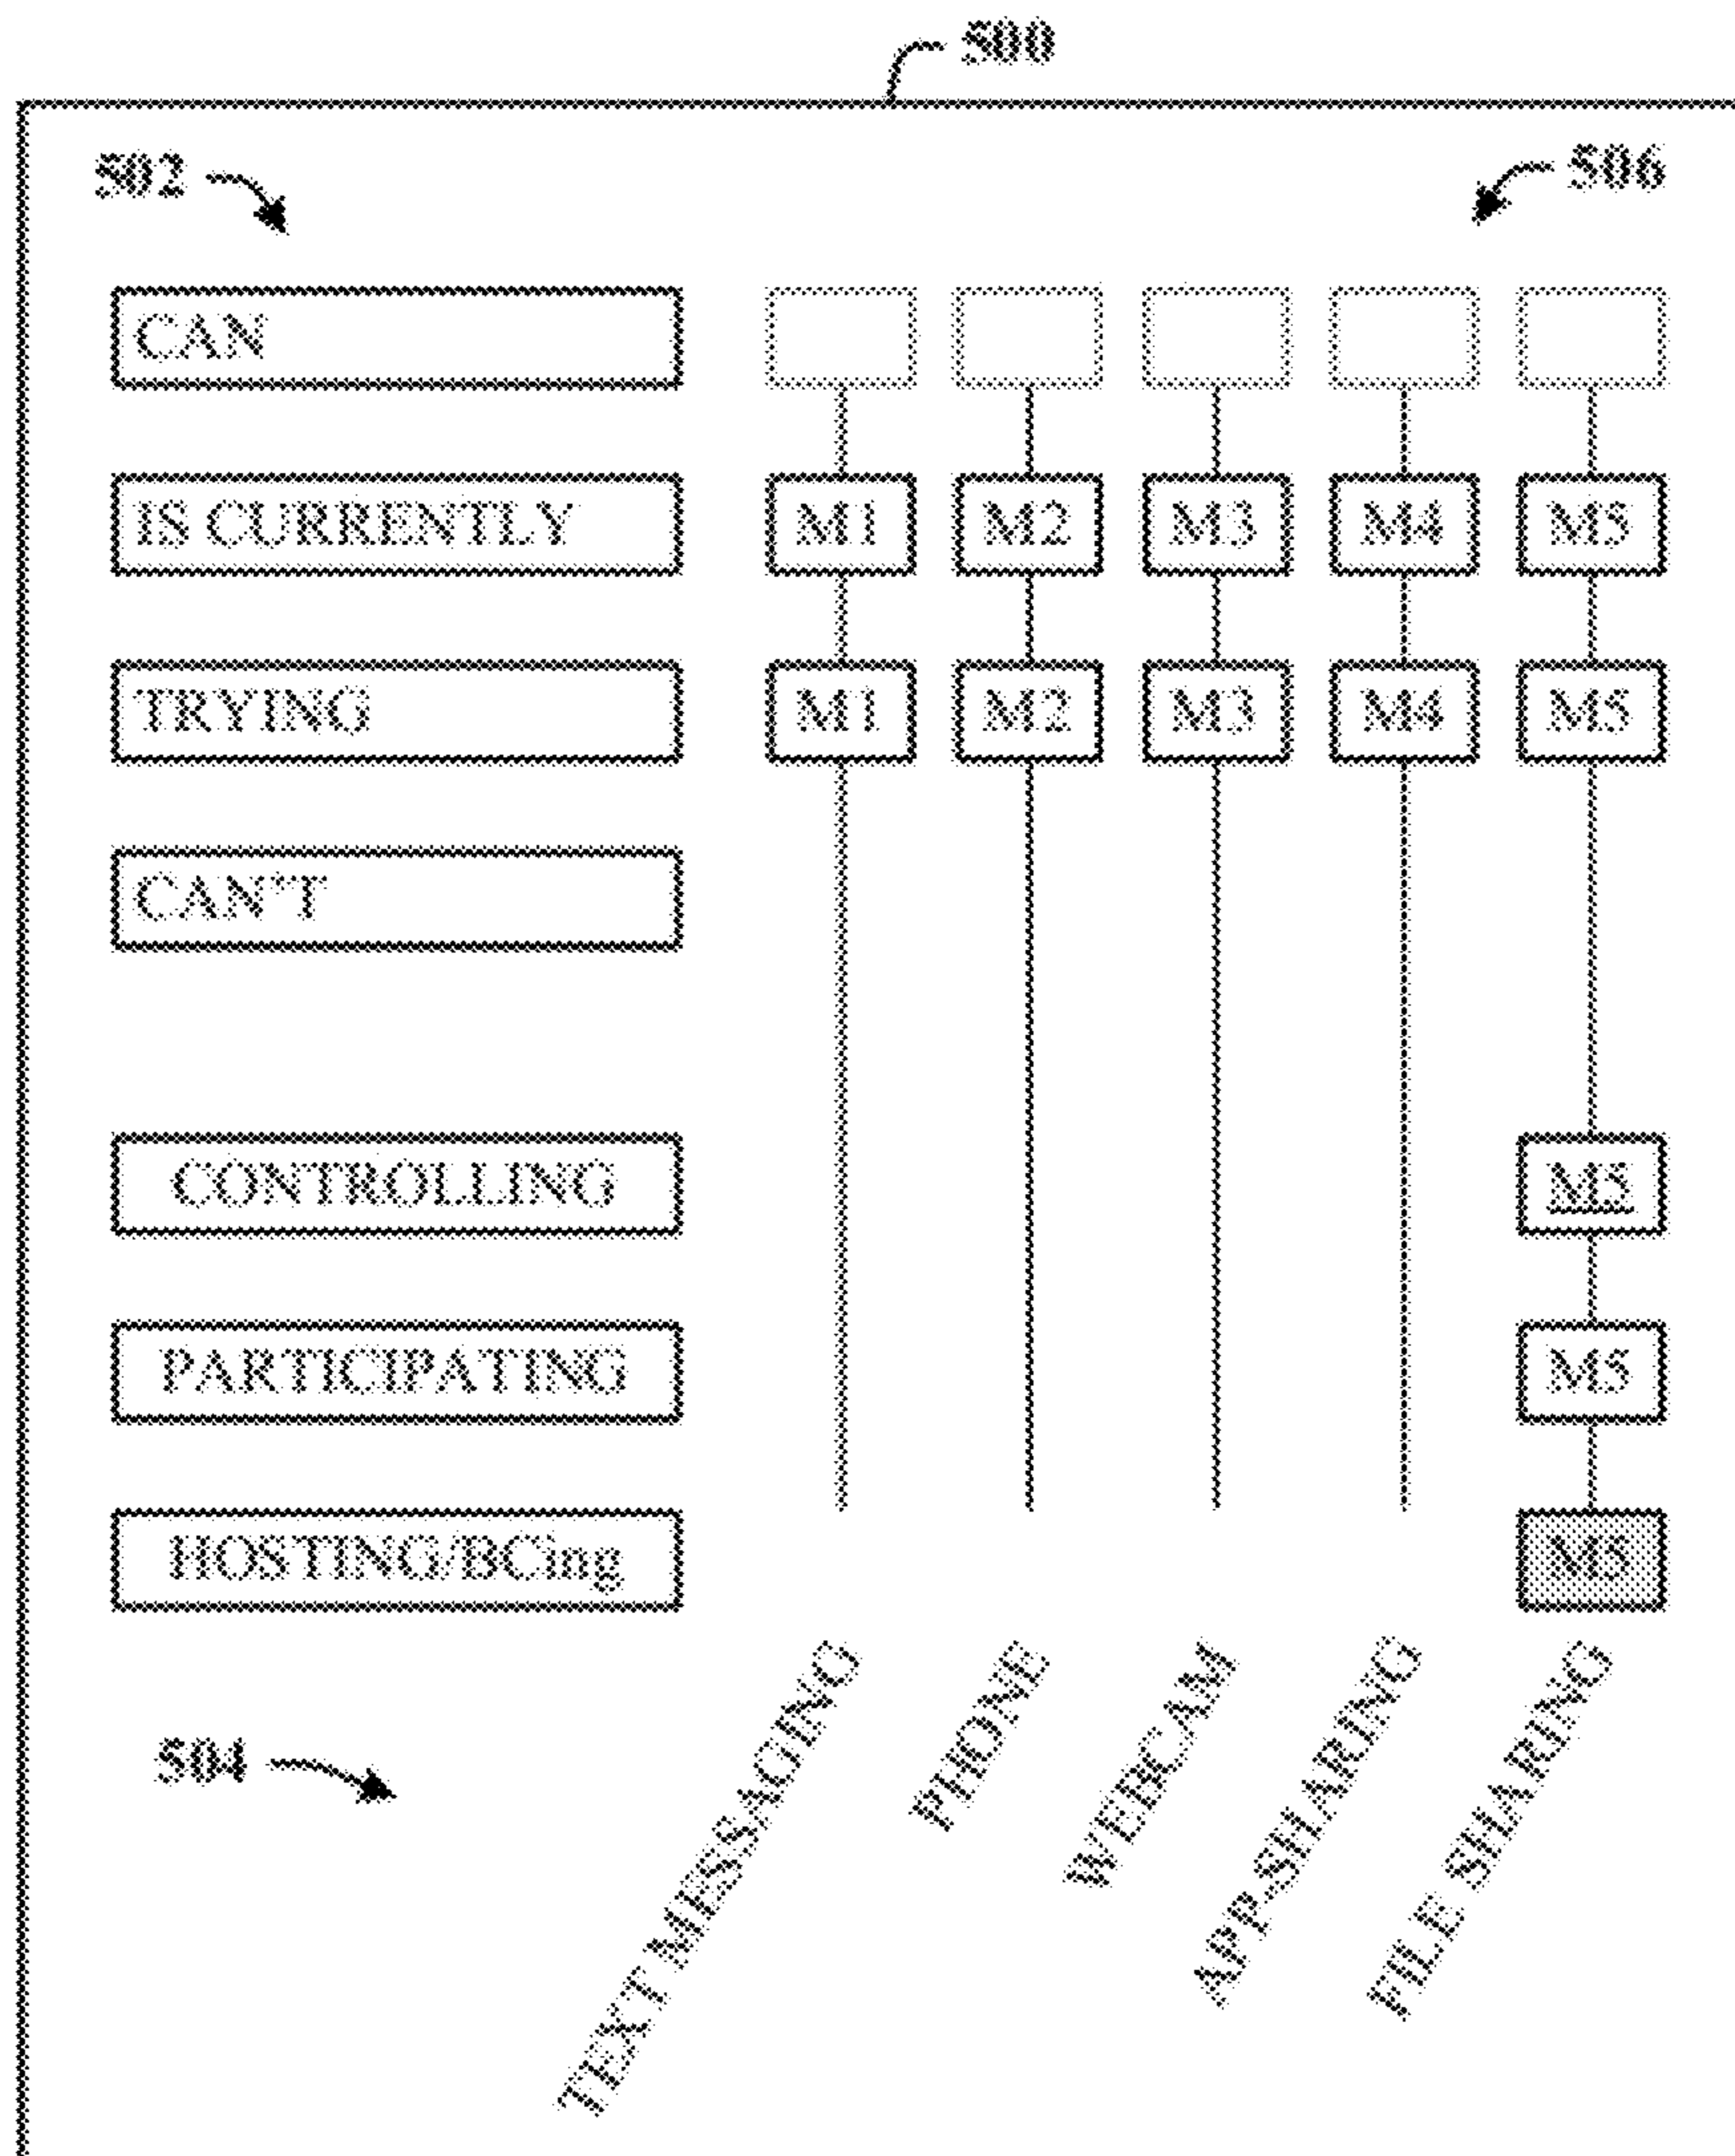 500
502
506
CAN
IS CURRENTLY M1 M2 M3 M4 M5
TRYING M1 M2 M3 M4 M5
CAN'T
CONTROLLING M5
PARTICIPATING M5
HOSTING/BCing M5
504
TEXT MESSAGING
PHONE
WEBCAM
APP-SHARING
FILE SHARING